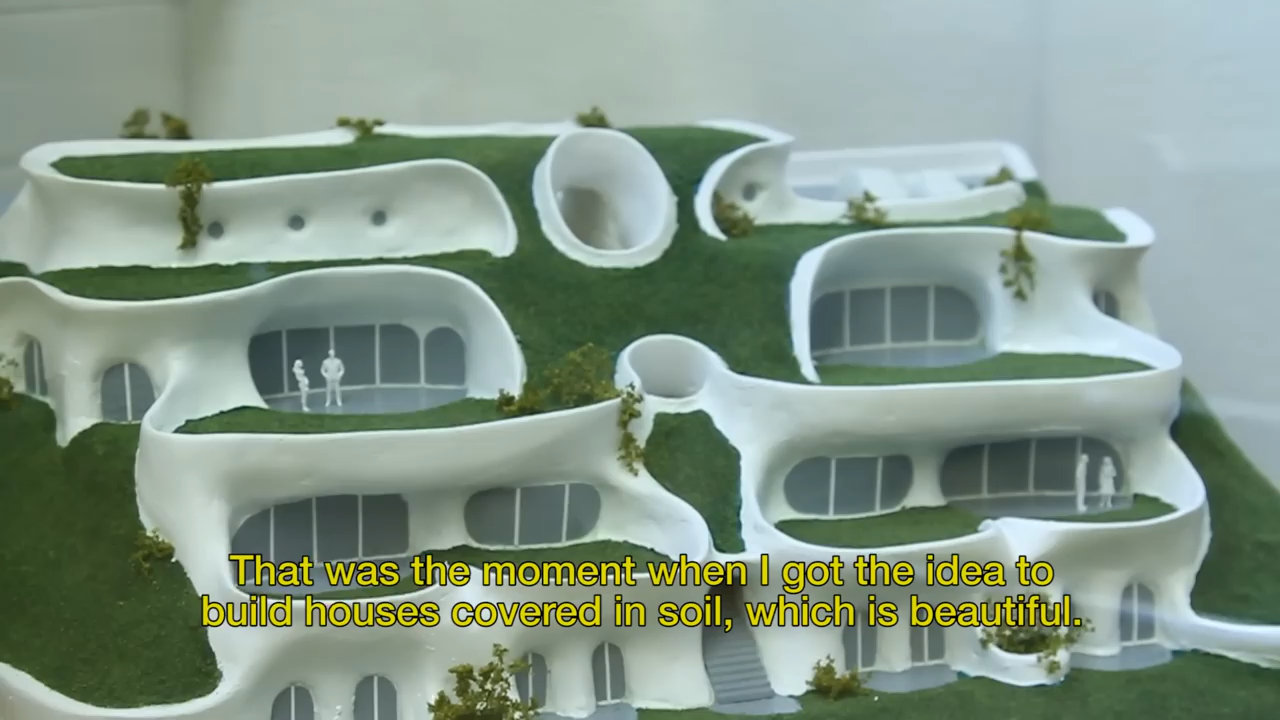 That was the moment when I got the idea to
build houses covered in soil, which is beautiful.